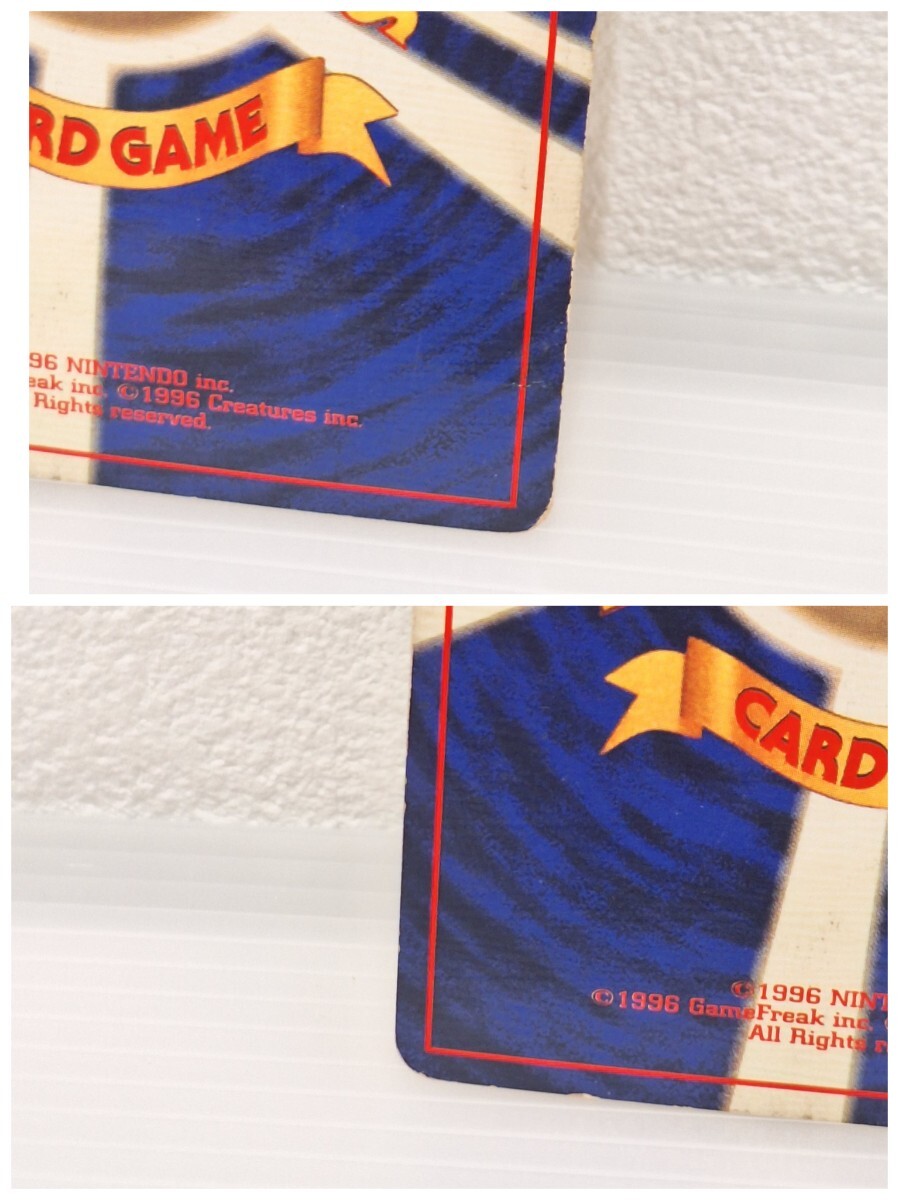 RD GAME
96 NINTENDO inc.
eak inc. ©1996 Creatures inc.
Rights reserved.
CARD
©1996 NINT
©1996 GameFreak inc.
All Rights r